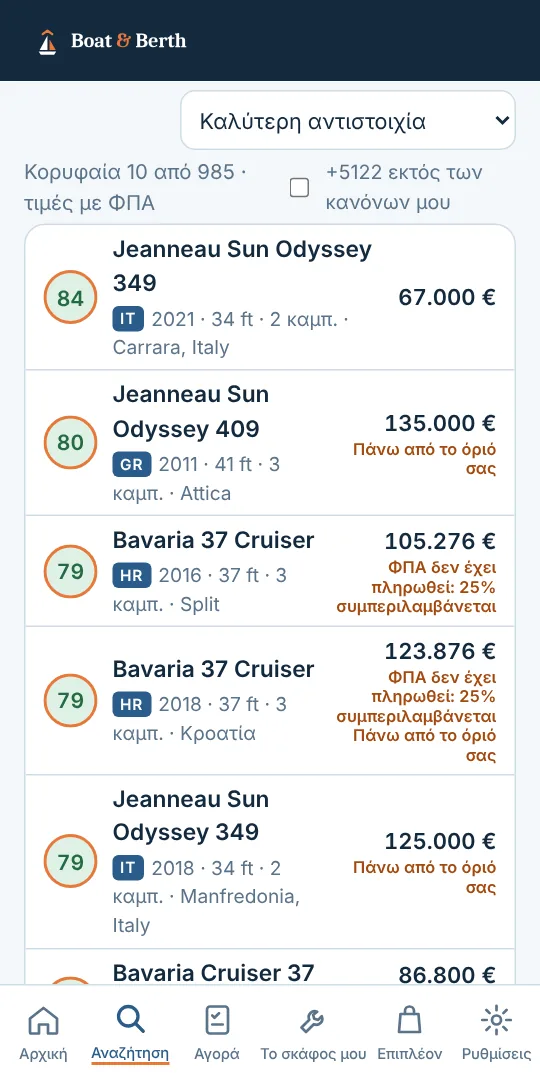 Boat & Berth
Καλύτερη αντιστοιχία
Κορυφαία 10 από 985 ·
τιμές με ΦΠΑ
+5122 εκτός των
κανόνων μου
84
Jeanneau Sun Odyssey
349
IT 2021 · 34 ft · 2 καμπ. ·
Carrara, Italy
67.000 €
80
Jeanneau Sun
Odyssey 409
GR 2011 · 41 ft · 3
καμπ. · Attica
135.000 €
Πάνω από το όριό
σας
79
Bavaria 37 Cruiser
HR 2016 · 37 ft · 3
καμπ. · Split
105.276 €
ΦΠΑ δεν έχει
πληρωθεί: 25%
συμπεριλαμβάνεται
79
Bavaria 37 Cruiser
HR 2018 · 37 ft · 3
καμπ. · Κροατία
123.876 €
ΦΠΑ δεν έχει
πληρωθεί: 25%
συμπεριλαμβάνεται
Πάνω από το όριό
σας
79
Jeanneau Sun
Odyssey 349
IT 2018 · 34 ft · 2
καμπ. · Manfredonia,
Italy
125.000 €
Πάνω από το όριό
σας
Bavaria Cruiser 37
86.800 €
Αρχική
Αναζήτηση
Αγορά
Το σκάφος μου
Επιπλέον
Ρυθμίσεις